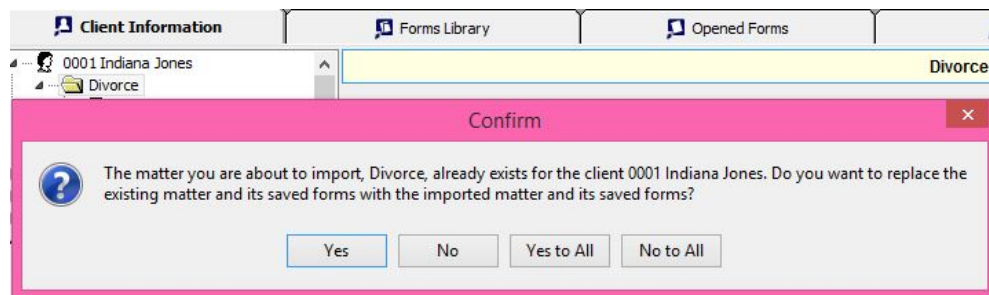 Client Information
Forms Library
Opened Forms
0001 Indiana Jones
Divorce
Divorce
Confirm
The matter you are about to import, Divorce, already exists for the client 0001 Indiana Jones. Do you want to replace the
existing matter and its saved forms with the imported matter and its saved forms?
Yes
No
Yes to All
No to All